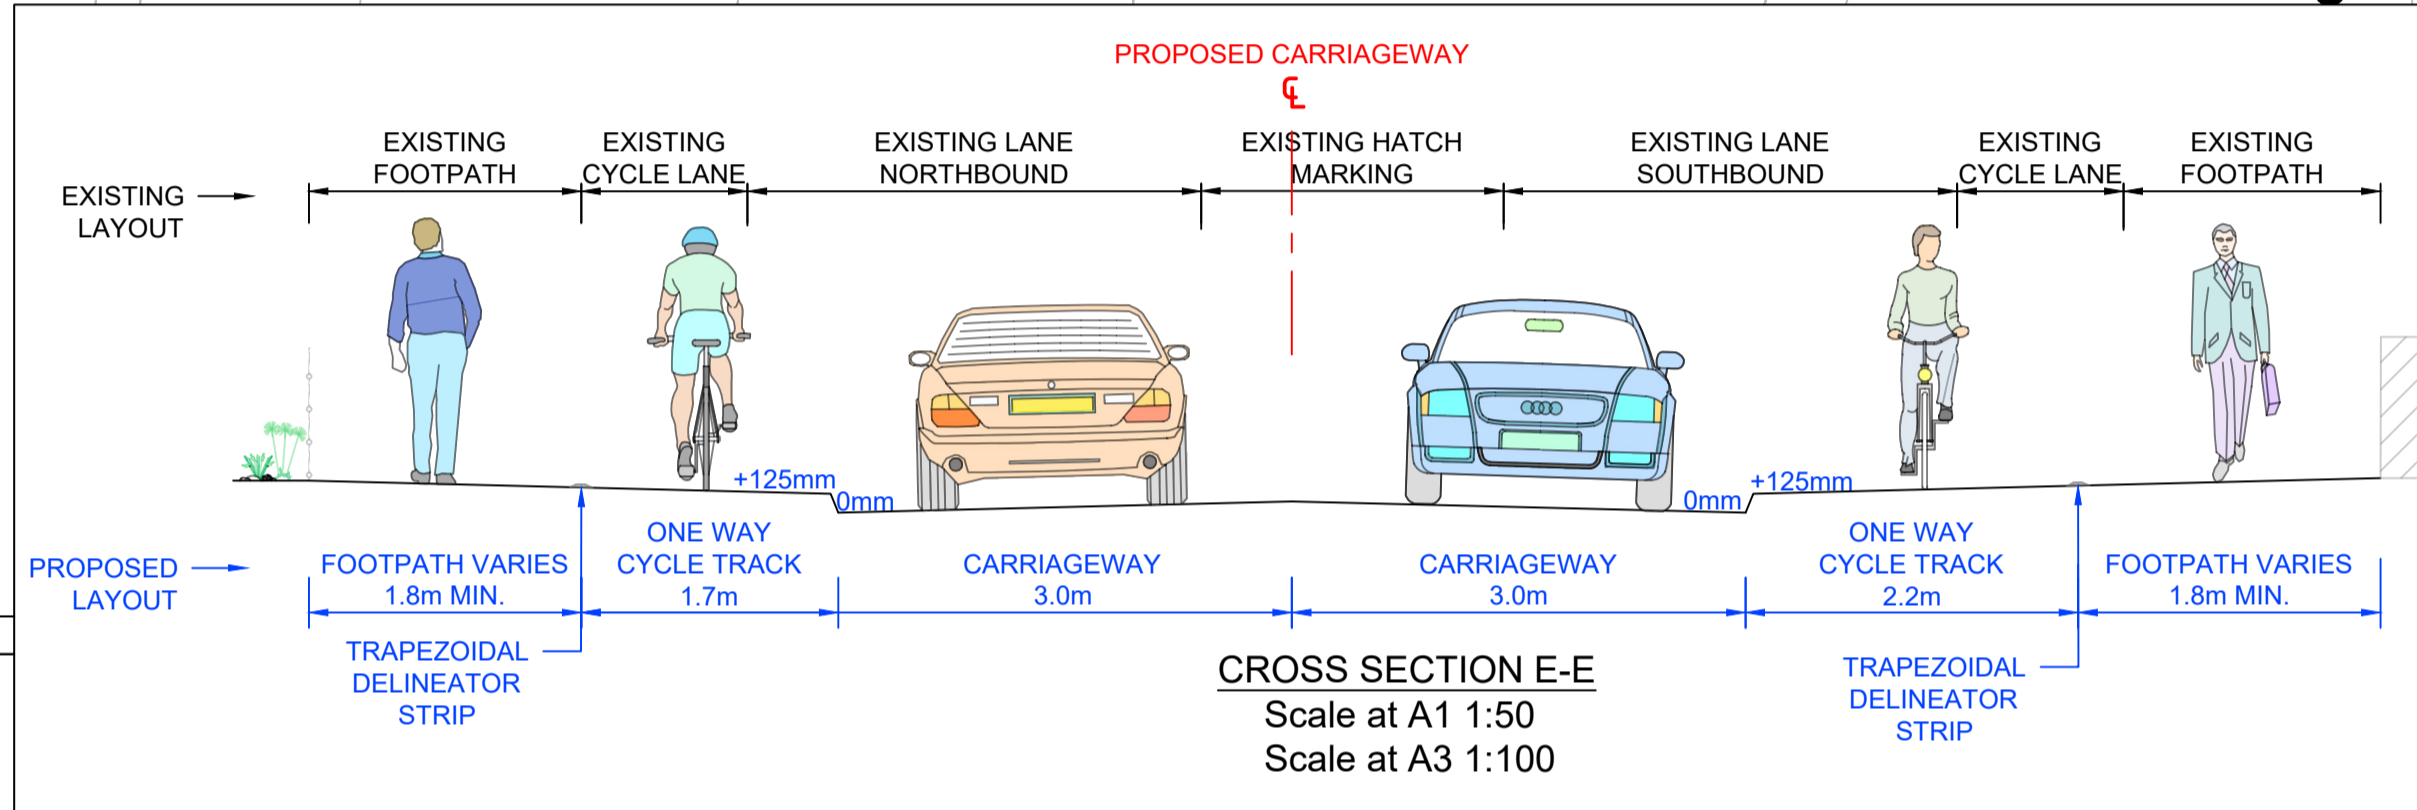 PROPOSED CARRIAGEWAY
℄
EXISTING
LAYOUT
EXISTING
FOOTPATH
EXISTING
CYCLE LANE
EXISTING LANE
NORTHBOUND
EXISTING HATCH
MARKING
EXISTING LANE
SOUTHBOUND
EXISTING
CYCLE LANE
EXISTING
FOOTPATH
+125mm
0mm
0mm
+125mm
PROPOSED
LAYOUT
FOOTPATH VARIES
1.8m MIN.
ONE WAY
CYCLE TRACK
1.7m
CARRIAGEWAY
3.0m
CARRIAGEWAY
3.0m
ONE WAY
CYCLE TRACK
2.2m
FOOTPATH VARIES
1.8m MIN.
TRAPEZOIDAL
DELINEATOR
STRIP
TRAPEZOIDAL
DELINEATOR
STRIP
CROSS SECTION E-E
Scale at A1 1:50
Scale at A3 1:100